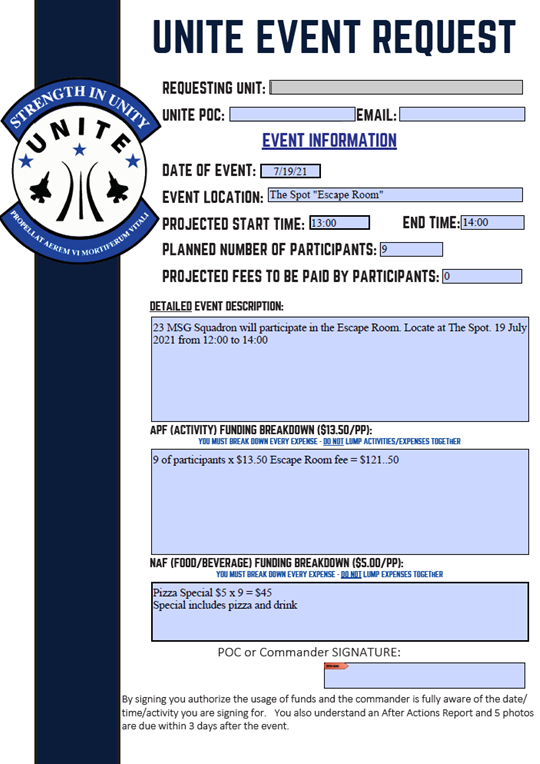 UNITE EVENT REQUEST
STRENGTH IN UNITY
UNITE
PROPELLAT AEREM VI MORTIFERUM VITALI
REQUESTING UNIT:
UNITE POC: EMAIL:
EVENT INFORMATION
DATE OF EVENT: 7/19/21
EVENT LOCATION: The Spot "Escape Room"
PROJECTED START TIME: 13:00 END TIME: 14:00
PLANNED NUMBER OF PARTICIPANTS: 9
PROJECTED FEES TO BE PAID BY PARTICIPANTS: 0
DETAILED EVENT DESCRIPTION:
23 MSG Squadron will participate in the Escape Room. Locate at The Spot. 19 July
2021 from 12:00 to 14:00
APF (ACTIVITY) FUNDING BREAKDOWN ($13.50/PP):
YOU MUST BREAK DOWN EVERY EXPENSE - DO NOT LUMP ACTIVITIES/EXPENSES TOGETHER
9 of participants x $13.50 Escape Room fee = $121..50
NAF (FOOD/BEVERAGE) FUNDING BREAKDOWN ($5.00/PP):
YOU MUST BREAK DOWN EVERY EXPENSE - DO NOT LUMP EXPENSES TOGETHER
Pizza Special $5 x 9 = $45
Special includes pizza and drink
POC or Commander SIGNATURE:
By signing you authorize the usage of funds and the commander is fully aware of the date/
time/activity you are signing for. You also understand an After Actions Report and 5 photos
are due within 3 days after the event.